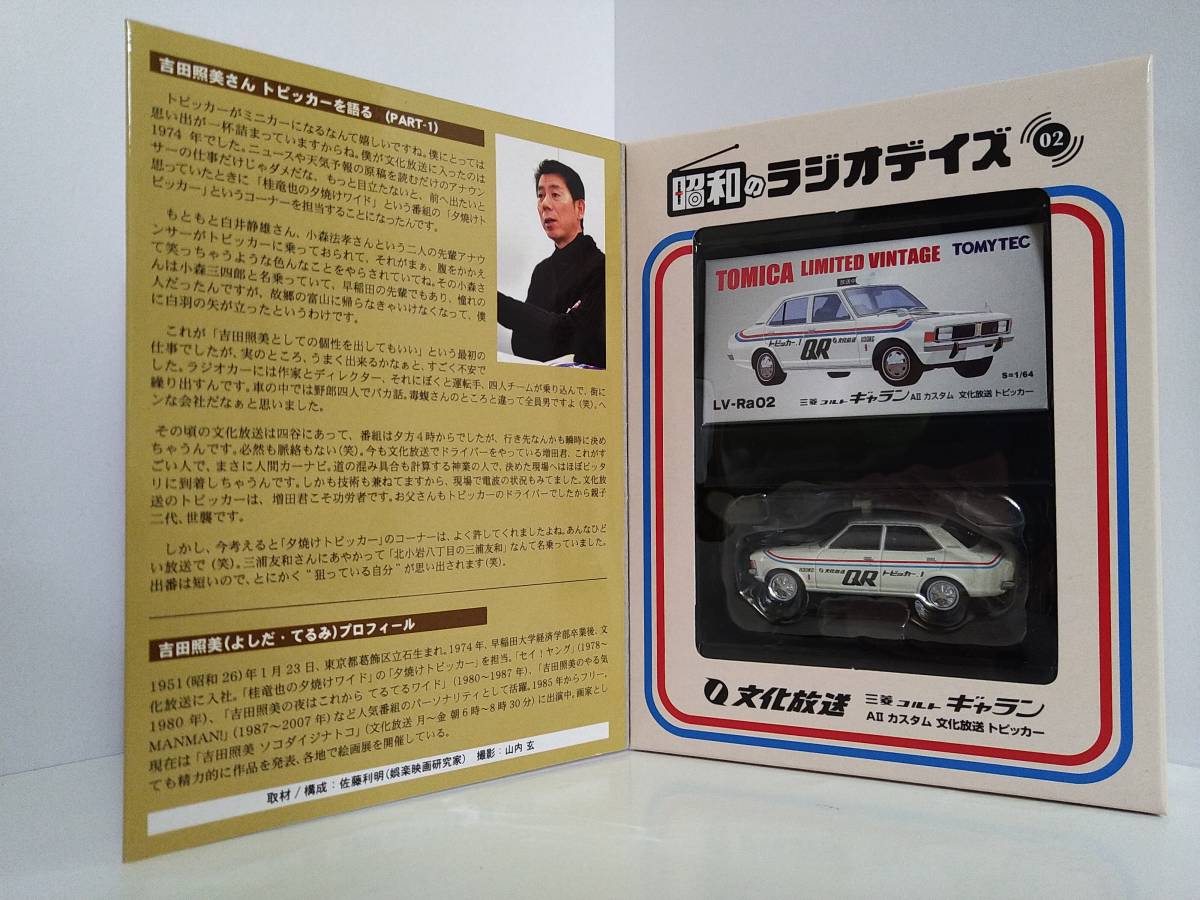 吉田照美さん トピッカーを語る (PART-1)
トピッカーがミニカーになるなんて嬉しいですね。僕にとっては
思い出が一杯詰まっていますからね。僕が文化放送に入ったのは
1974年でした。ニュースや天気予報の原稿を読むだけのアナウン
サーの仕事だけじゃダメだな、もっと目立たないと、前へ出たいと
思っていたときに「桂竜也の夕焼けワイド」という番組の「夕焼けト
ピッカー」というコーナーを担当することになったんです。
もともと白井静雄さん、小森法孝さんという二人の先輩アナウ
ンサーがトピッカーに乗っておられて、それがまぁ、腹をかかえ
て笑っちゃうような色んなことをやらされていてね。その小森さ
んは小森三四郎と名乗っていて、早稲田の先輩でもあり、憧れの
人だったんですが、故郷の富山に帰らなきゃいけなくなって、僕
に白羽の矢が立ったというわけです。
これが「吉田照美としての個性を出してもいい」という最初の
仕事でしたが、実のところ、うまく出来るかなぁと、すごく不安で
した。ラジオカーには作家とディレクター、それにぼくと運転手、四人チームが乗り込んで、街に
繰り出すんです。車の中では野郎四人でバカ話。毒蝮さんのところと違って全員男ですよ(笑)。ヘ
ンな会社だなぁと思いました。
その頃の文化放送は四谷にあって、番組は夕方4時からでしたが、行き先なんかも瞬時に決め
ちゃうんです。必然も脈絡もない(笑)。今も文化放送でドライバーをやっている増田君、これがす
ごい人で、まさに人間カーナビ。道の混み具合も計算する神業の人で、決めた現場へはほぼピッタ
リに到着しちゃうんです。しかも技術も兼ねてますから、現場で電波の状況もみてました。文化放
送のトピッカーは、増田君こそ功労者です。お父さんもトピッカーのドライバーでしたから親子
二代、世襲です。
しかし、今考えると「夕焼けトピッカー」のコーナーは、よく許してくれましたよね。あんなひど
い放送で(笑)。三浦友和さんにあやかって「北小岩八丁目の三浦友和」なんて名乗っていました。
出番は短いので、とにかく“狙っている自分”が思い出されます(笑)。
吉田照美(よしだ・てるみ)プロフィール
1951(昭和26)年1月23日、東京都葛飾区立石生まれ。1974年、早稲田大学経済学部卒業後、文
化放送に入社。「桂竜也の夕焼けワイド」の「夕焼けトピッカー」を担当。「セイ!ヤング」(1978~
1980年)、「吉田照美の夜はこれから てるてるワイド」(1980~1987年)、「吉田照美のやる気
MANMAN!」(1987~2007年)など人気番組のパーソナリティとして活躍。1985年からフリー。
現在は「吉田照美 ソコダイジナトコ」(文化放送 月~金 朝6時~8時30分)に出演中。画家とし
ても精力的に作品を発表、各地で絵画展を開催している。
取材/構成:佐藤利明(娯楽映画研究家) 撮影:山内 玄
昭和のラジオデイズ 02
TOMICA LIMITED VINTAGE TOMYTEC
放送中
トピッカー.1 QR 文化放送
S=1/64
LV-Ra02 三菱 コルト ギャラン AII カスタム 文化放送 トピッカー
文化放送 QR トピッカー.1
文化放送 三菱 コルト ギャラン
AII カスタム 文化放送 トピッカー